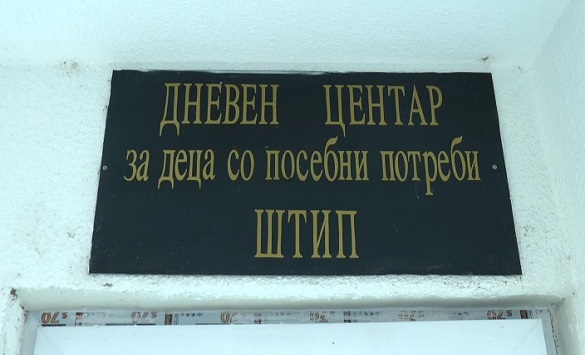 ДНЕВЕН ЦЕНТАР
за деца со посебни потреби
ШТИП